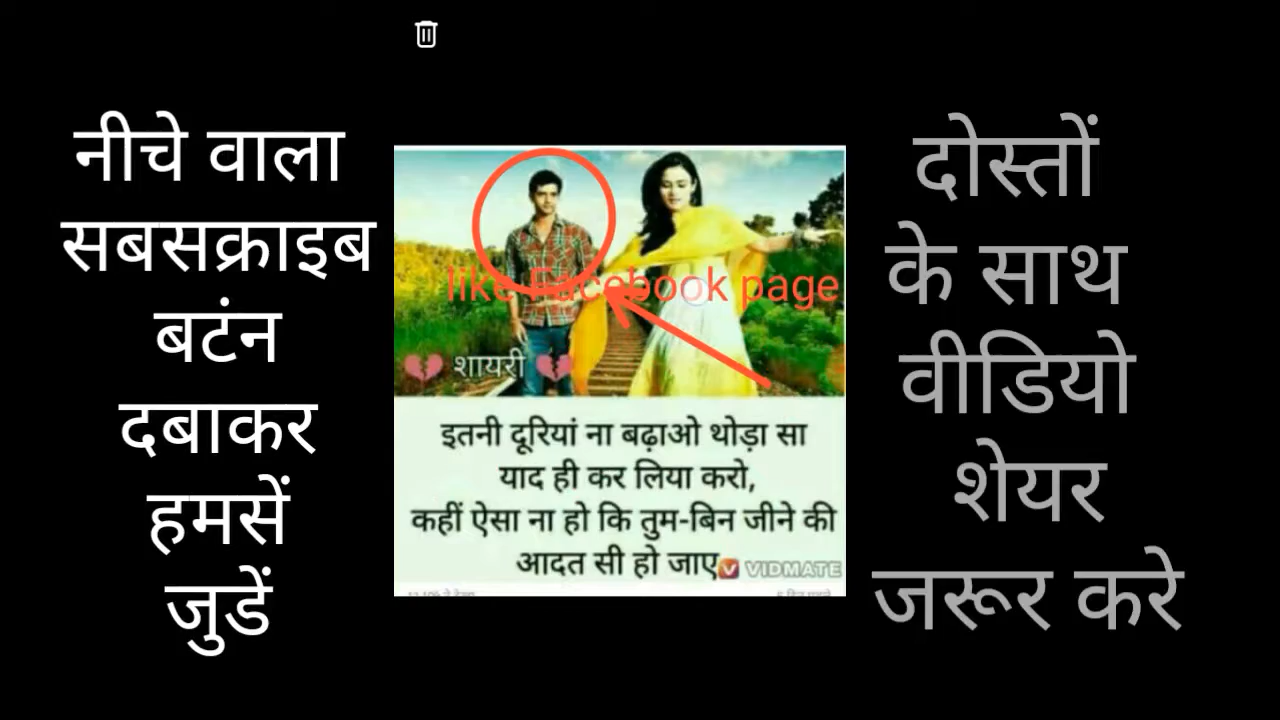 नीचे वाला
सबसक्राइब
बटंन
दबाकर
हमसें
जुडें
like Facebook page
शायरी
इतनी दूरियां ना बढ़ाओ थोड़ा सा
याद ही कर लिया करो,
कहीं ऐसा ना हो कि तुम-बिन जीने की
आदत सी हो जाए
VIDMATE
दोस्तों
के साथ
वीडियो
शेयर
जरूर करे